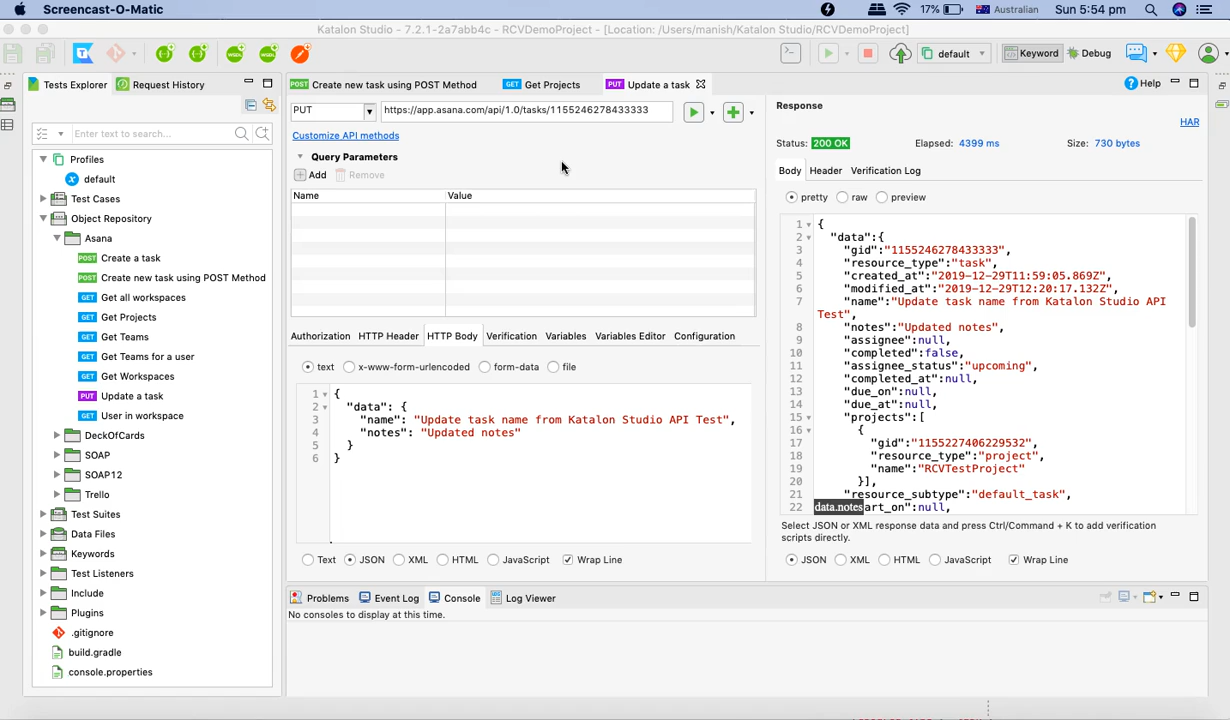 Screencast-O-Matic
17%
Australian
Sun 5:54 pm
Katalon Studio - 7.2.1-2a7abb4c - RCVDemoProject - [Location: /Users/manish/Katalon Studio/RCVDemoProject]
default
Keyword
Debug
Tests Explorer
Request History
Enter text to search...
Profiles
default
Test Cases
Object Repository
Asana
POST Create a task
POST Create new task using POST Method
GET Get all workspaces
GET Get Projects
GET Get Teams
GET Get Teams for a user
GET Get Workspaces
PUT Update a task
GET User in workspace
DeckOfCards
SOAP
SOAP12
Trello
Test Suites
Data Files
Keywords
Test Listeners
Include
Plugins
.gitignore
build.gradle
console.properties
POST Create new task using POST Method
GET Get Projects
PUT Update a task
Help
PUT
https://app.asana.com/api/1.0/tasks/1155246278433333
Customize API methods
Query Parameters
Add
Remove
Name
Value
Authorization
HTTP Header
HTTP Body
Verification
Variables
Variables Editor
Configuration
text
x-www-form-urlencoded
form-data
file
1 {
2 "data": {
3 "name": "Update task name from Katalon Studio API Test",
4 "notes": "Updated notes"
5 }
6 }
Text
JSON
XML
HTML
JavaScript
Wrap Line
Response
HAR
Status: 200 OK
Elapsed: 4399 ms
Size: 730 bytes
Body
Header
Verification Log
pretty
raw
preview
1 {
2 "data":{
3 "gid":"1155246278433333",
4 "resource_type":"task",
5 "created_at":"2019-12-29T11:59:05.869Z",
6 "modified_at":"2019-12-29T12:20:17.132Z",
7 "name":"Update task name from Katalon Studio API
Test",
8 "notes":"Updated notes",
9 "assignee":null,
10 "completed":false,
11 "assignee_status":"upcoming",
12 "completed_at":null,
13 "due_on":null,
14 "due_at":null,
15 "projects":[
16 {
17 "gid":"1155227406229532",
18 "resource_type":"project",
19 "name":"RCVTestProject"
20 }],
21 "resource_subtype":"default_task",
22 data.notes art_on":null,
Select JSON or XML response data and press Ctrl/Command + K to add verification
scripts directly.
JSON
XML
HTML
JavaScript
Wrap Line
Problems
Event Log
Console
Log Viewer
No consoles to display at this time.